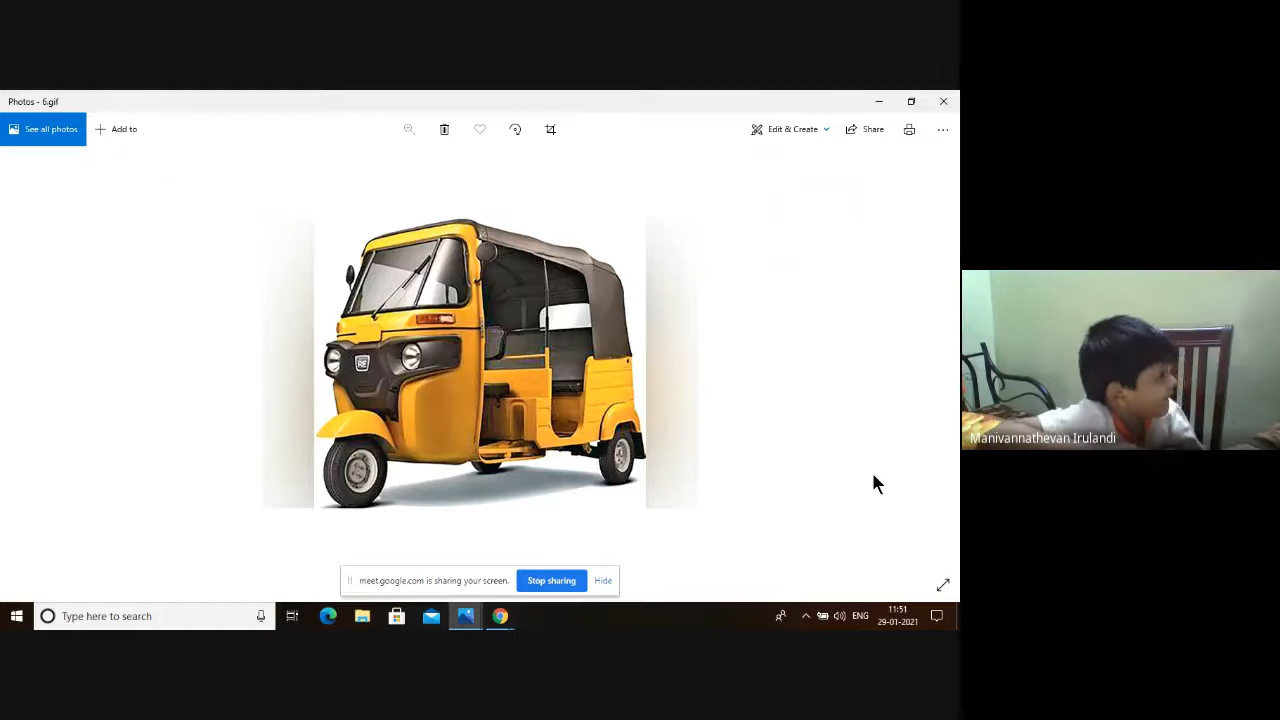 Photos - 6.gif
See all photos
Add to
Edit & Create
Share
RE
Manivannathevan Irulandi
meet.google.com is sharing your screen.
Stop sharing
Hide
Type here to search
ENG
11:51
29-01-2021